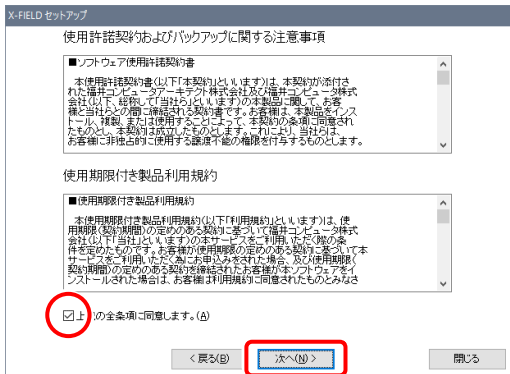 X-FIELD セットアップ
使用許諾契約およびバックアップに関する注意事項
■ソフトウェア使用許諾契約書
本使用許諾契約書(以下「本契約」といいます)は、本契約が添付さ
れた福井コンピュータアーキテクト株式会社及び福井コンピュータ株式
会社(以下、総称して「当社ら」といいます)の本製品に関して、お客
様と当社らとの間に締結される契約書です。お客様は、本製品をインス
トール、複製、または使用することによって、本契約の条項に同意され
たものとし、本契約は成立したものとします。これにより、当社らは、
お客様に非独占的に使用する譲渡不能の権限を付与するものとします。
使用期限付き製品利用規約
■使用期限付き製品利用規約
本使用期限付き製品利用規約(以下「利用規約」といいます)は、使
用期限(契約期間)の定めのある契約に基づいて福井コンピュータ株式
会社(以下「当社」といいます)の本サービスをご利用いただく際の条
件を定めたものです。お客様が使用期限の定めのある契約に基づいて本
サービスをご利用いただく為にお申込みをされた場合、及び使用期限(
契約期間)の定めのある契約を締結されたお客様が本ソフトウェアをイ
ンストールされた場合は、お客様は利用規約に同意されたものとみなさ
上の全条項に同意します。(A)
< 戻る(B)
次へ(N) >
閉じる